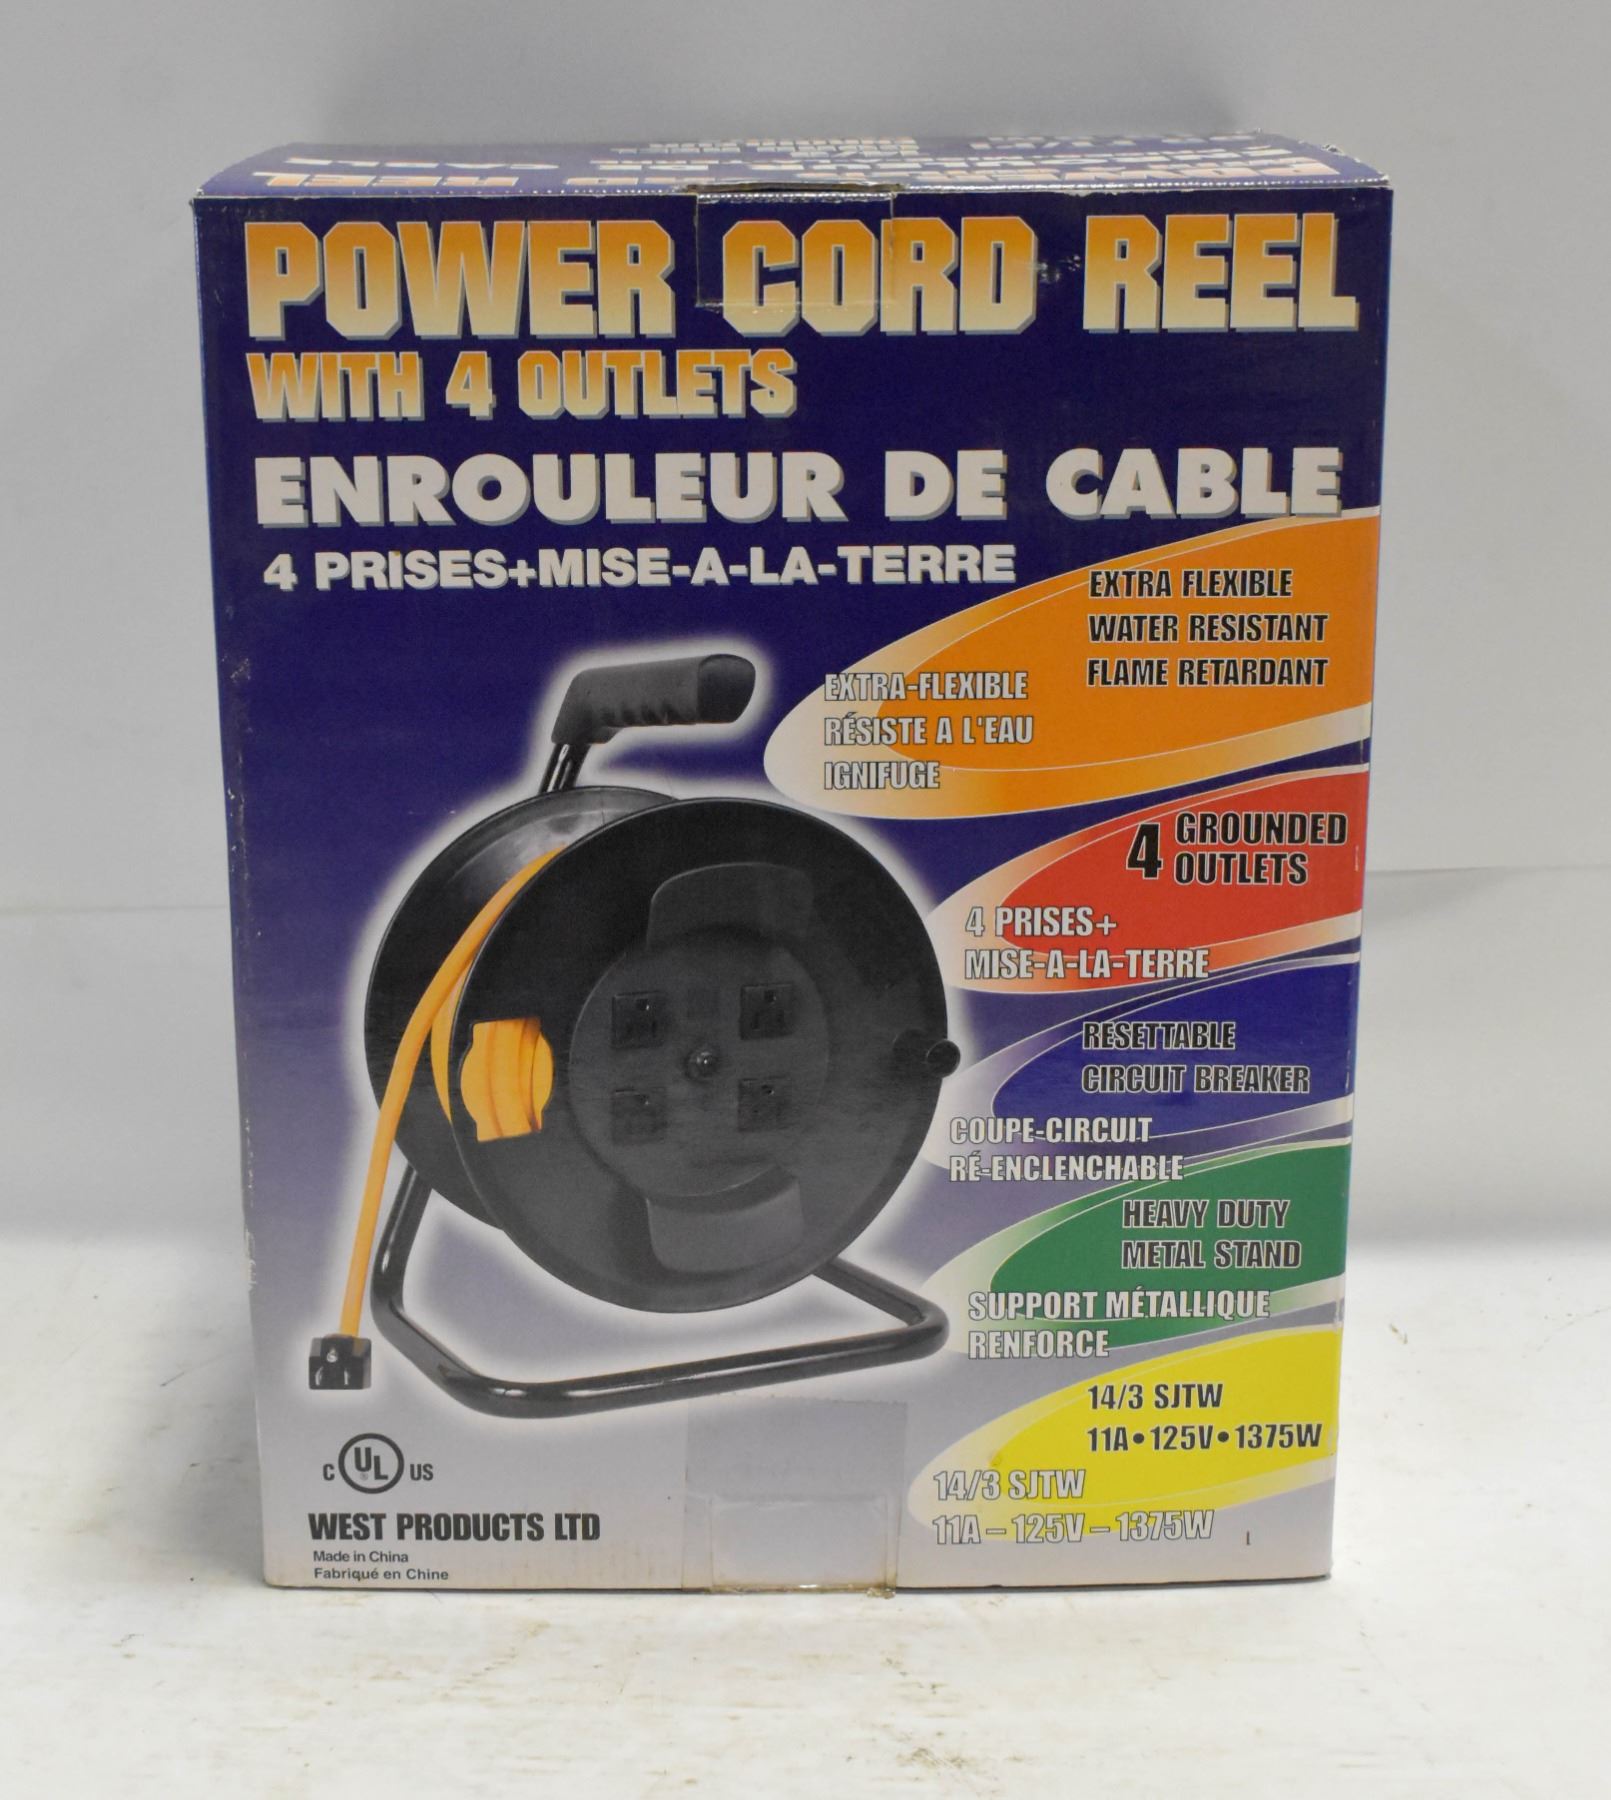 POWER CORD REEL
WITH 4 OUTLETS
ENROULEUR DE CABLE
4 PRISES+MISE-A-LA-TERRE
EXTRA FLEXIBLE
WATER RESISTANT
FLAME RETARDANT
EXTRA-FLEXIBLE
RÉSISTE A L'EAU
IGNIFUGE
4 GROUNDED
OUTLETS
4 PRISES+
MISE-A-LA-TERRE
RESETTABLE
CIRCUIT BREAKER
COUPE-CIRCUIT
RÉ-ENCLENCHABLE
HEAVY DUTY
METAL STAND
SUPPORT MÉTALLIQUE
RENFORCE
14/3 SJTW
11A•125V•1375W
14/3 SJTW
11A–125V–1375W
C UL US
WEST PRODUCTS LTD
Made in China
Fabriqué en Chine